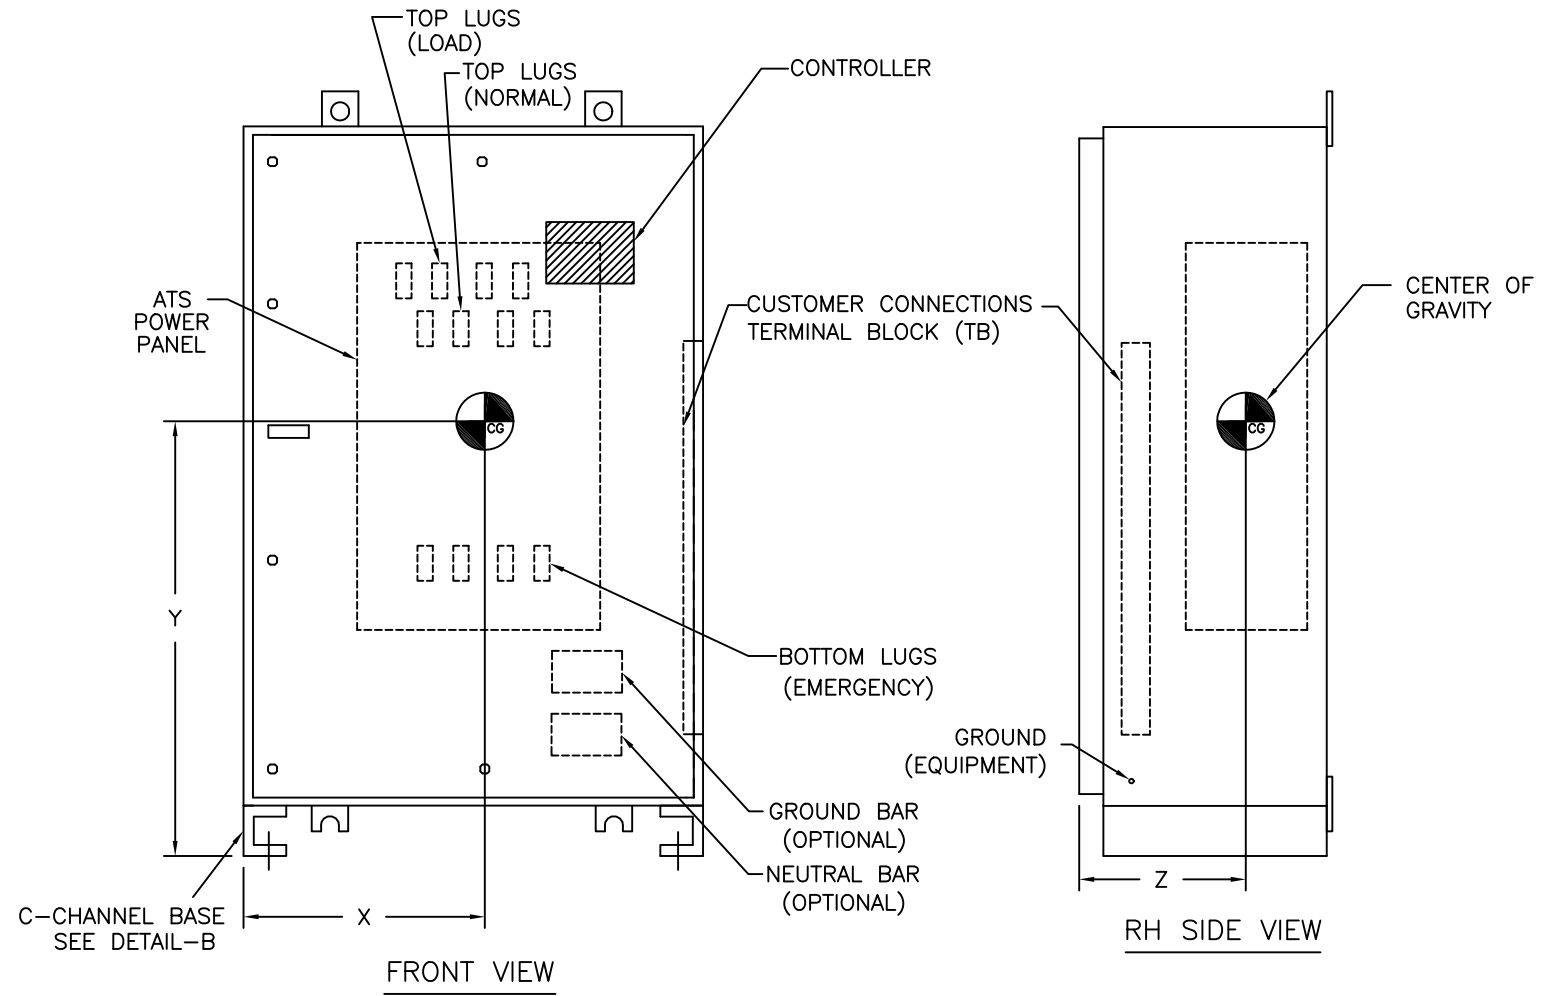 TOP LUGS
(LOAD)
TOP LUGS
(NORMAL)
CONTROLLER
ATS
POWER
PANEL
CUSTOMER CONNECTIONS
TERMINAL BLOCK (TB)
CENTER OF
GRAVITY
CG
CG
Y
BOTTOM LUGS
(EMERGENCY)
GROUND
(EQUIPMENT)
GROUND BAR
(OPTIONAL)
NEUTRAL BAR
(OPTIONAL)
C-CHANNEL BASE
SEE DETAIL-B
X
Z
FRONT VIEW
RH SIDE VIEW